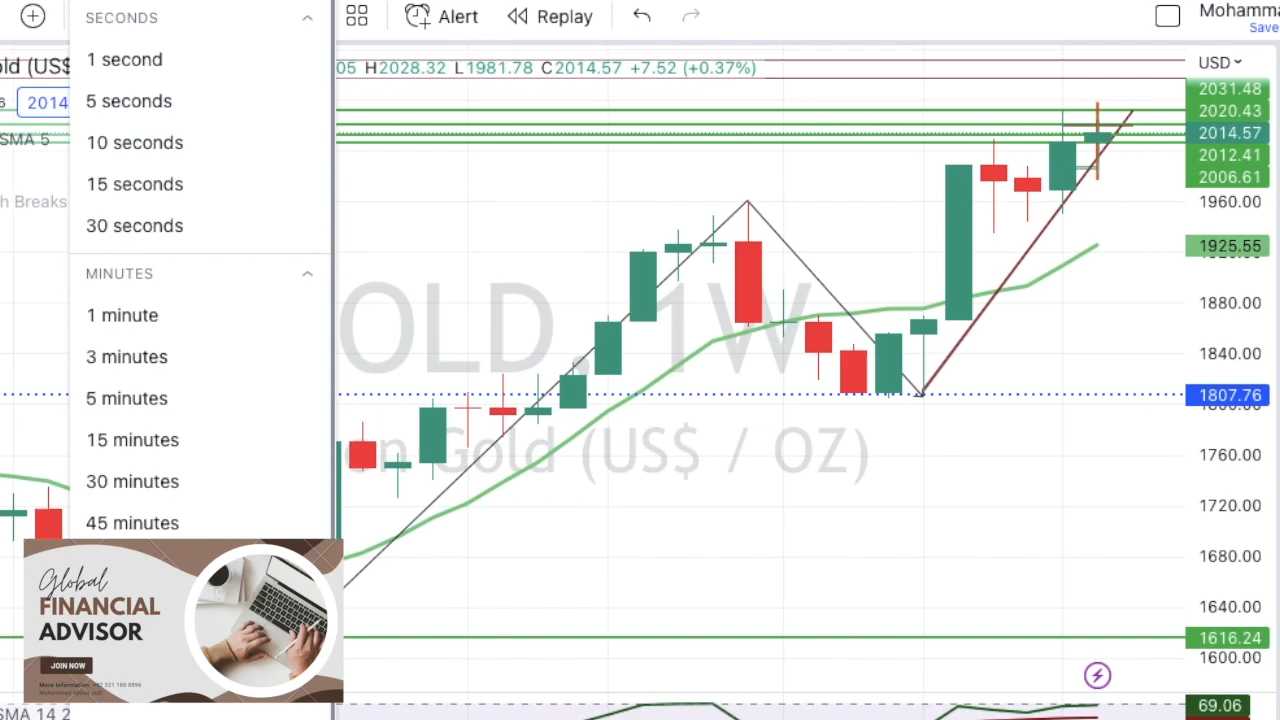 SECONDS
1 second
5 seconds
10 seconds
15 seconds
30 seconds
MINUTES
1 minute
3 minutes
5 minutes
15 minutes
30 minutes
45 minutes
Alert
Replay
Mohamma
Save
old (US$
05 H2028.32 L1981.78 C2014.57 +7.52 (+0.37%)
USD
2014
SMA 5
h Breaks
2031.48
2020.43
2014.57
2012.41
2006.61
1960.00
1925.55
1880.00
1840.00
1807.76
1760.00
1720.00
1680.00
1640.00
1616.24
1600.00
69.06
OLD, 1W
on Gold (US$ / OZ)
Global
FINANCIAL
ADVISOR
JOIN NOW
More Information
SMA 14 2